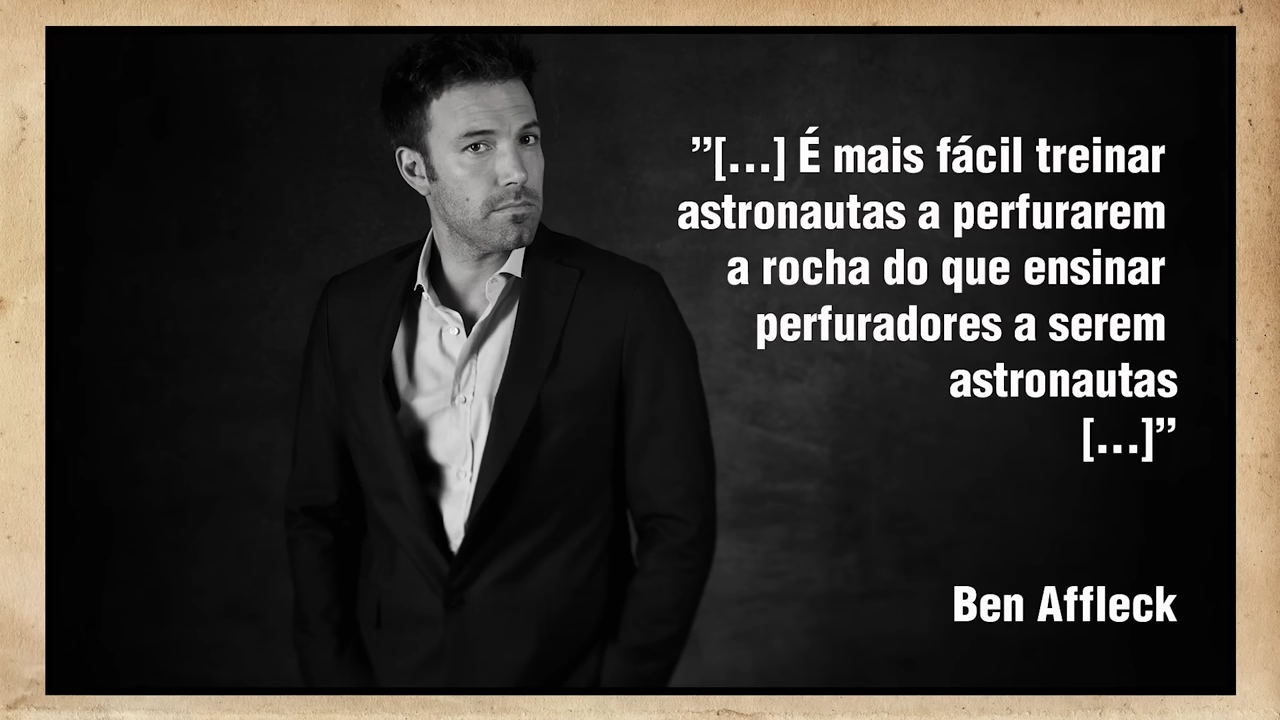 ”[...] É mais fácil treinar
astronautas a perfurarem
a rocha do que ensinar
perfuradores a serem
astronautas
[...]”
Ben Affleck